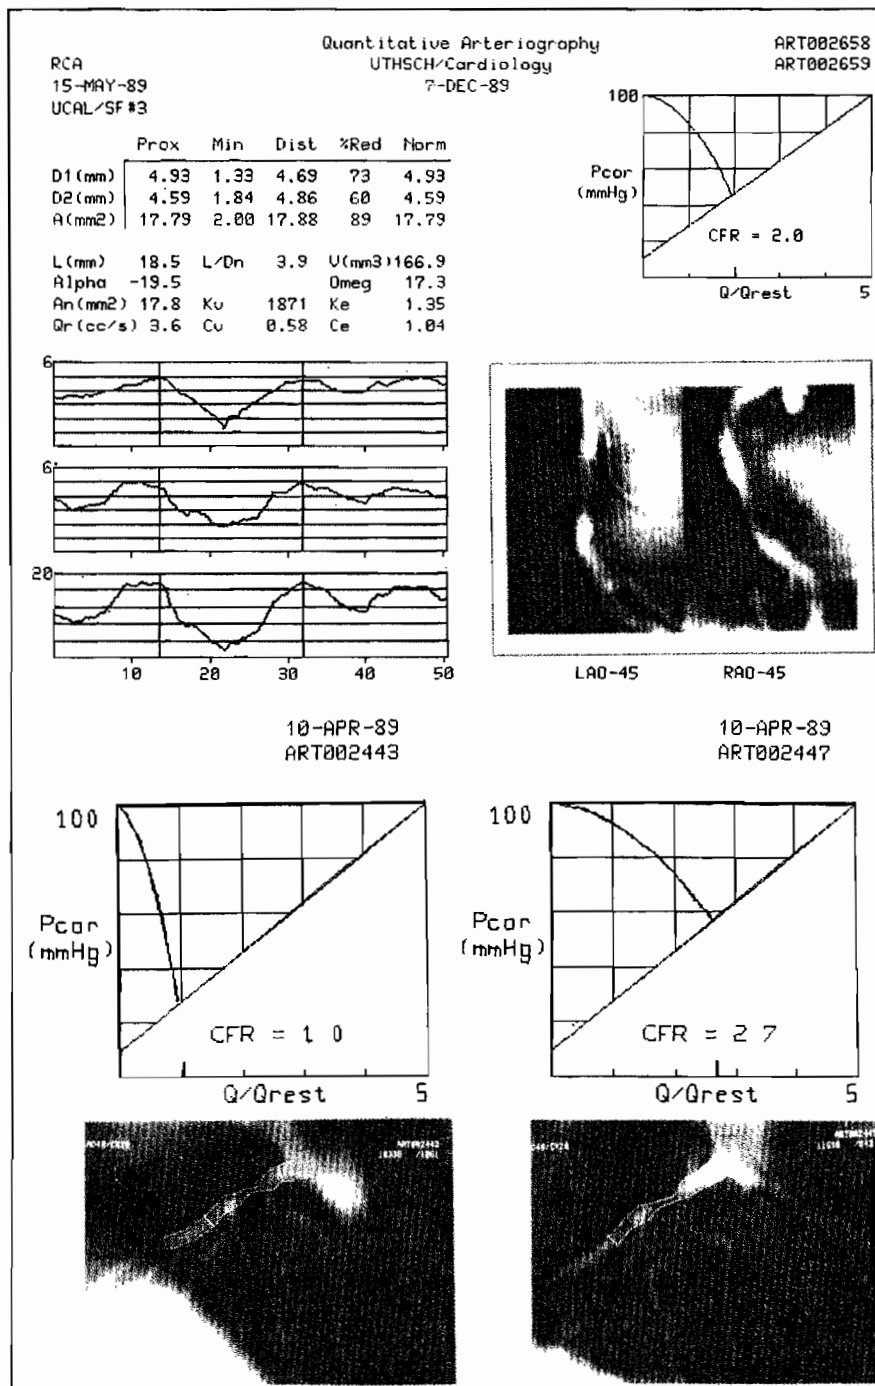 Quantitative Arteriography ART002658
RCA UTHSCH/Cardiology ART002659
15-MAY-89 7-DEC-89
UCAL/SF #3
Prox Min Dist %Red Norm
D1(mm) 4.93 1.33 4.69 73 4.93
D2(mm) 4.59 1.84 4.86 60 4.59
A(mm2) 17.79 2.00 17.88 89 17.79
L(mm) 18.5 L/Dn 3.9 V(mm3)166.9
Alpha -19.5 Omeg 17.3
An(mm2) 17.8 Kv 1871 Ke 1.35
Qr(cc/s) 3.6 Cv 0.58 Ce 1.04
100
Pcor
(mmHg)
CFR = 2.0
Q/Qrest 5
6
6
20
10 20 30 40 50
LAO-45 RAO-45
10-APR-89 10-APR-89
ART002443 ART002447
100 100
Pcor Pcor
(mmHg) (mmHg)
CFR = 1 0 CFR = 2 7
Q/Qrest 5 Q/Qrest 5
ART002443